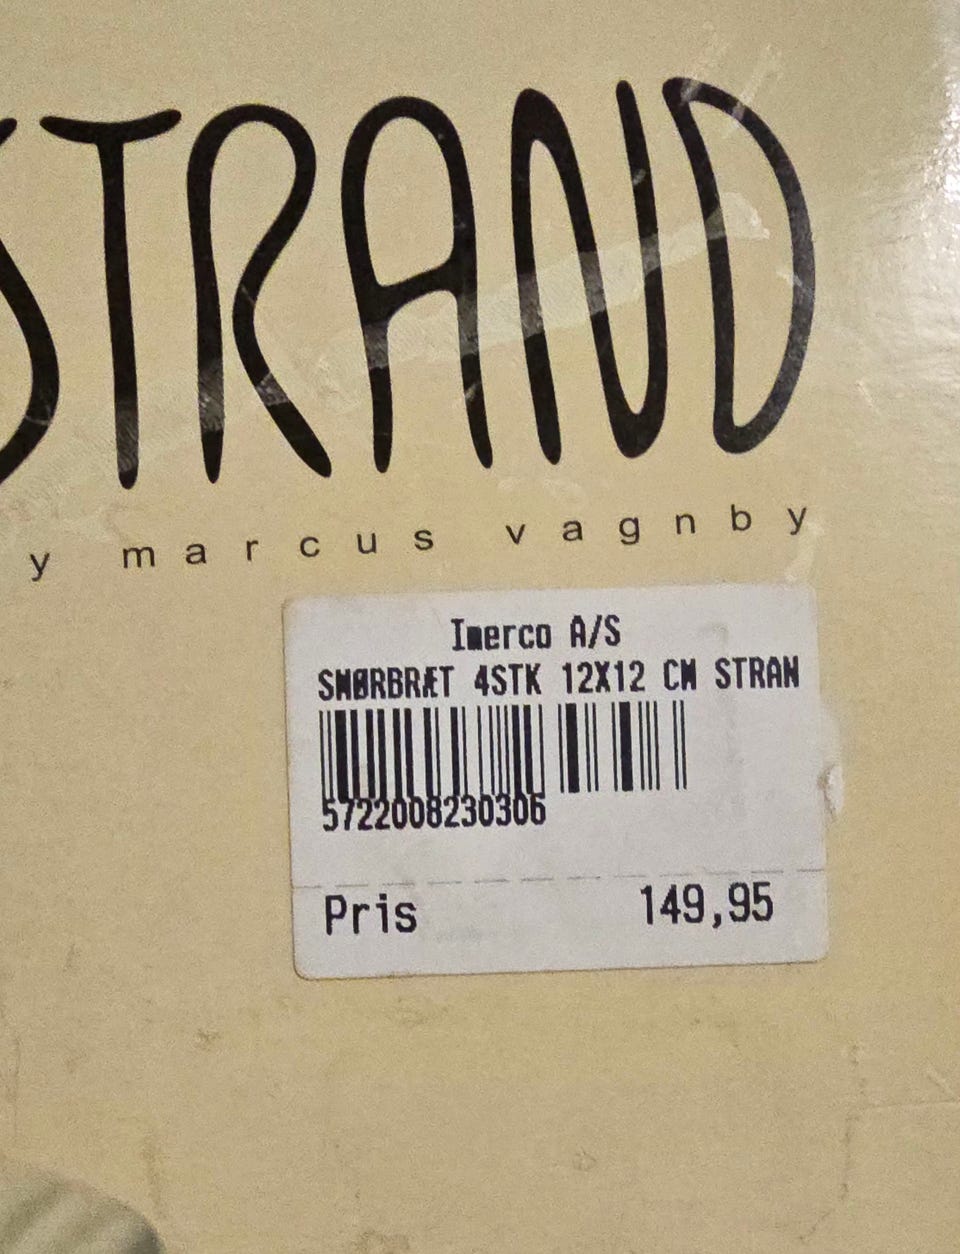 STRAND
y marcus vagnby
Imerco A/S
SMØRBRÆT 4STK 12X12 CM STRAN
5722008230306
Pris 149,95